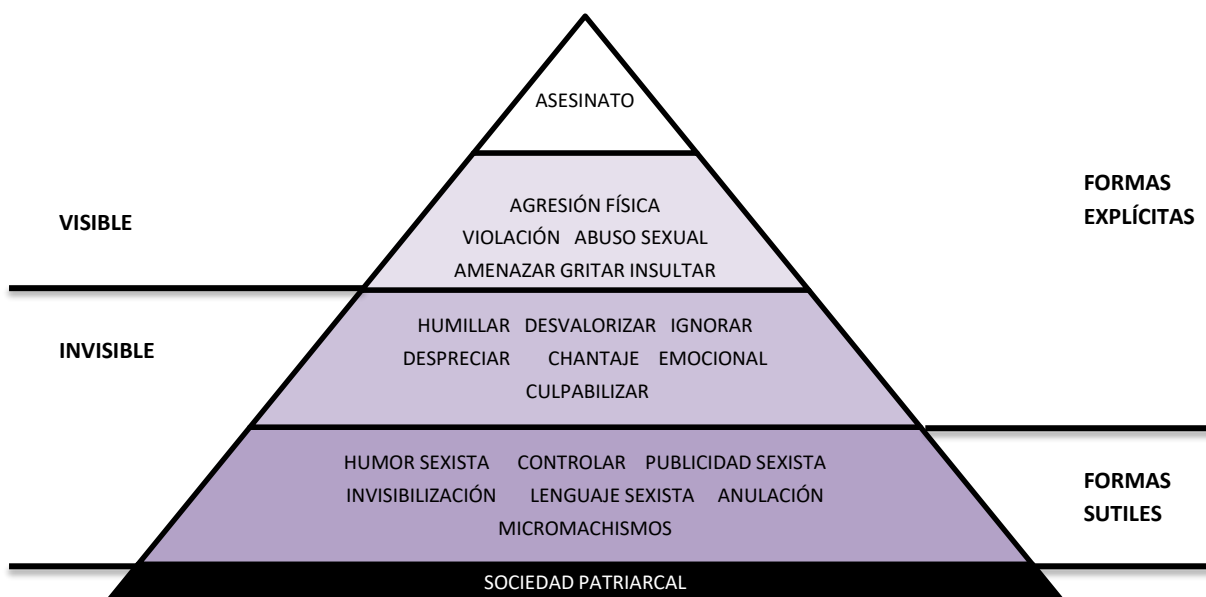 ASESINATO
FORMAS
EXPLÍCITAS
VISIBLE
AGRESIÓN FÍSICA
VIOLACIÓN ABUSO SEXUAL
AMENAZAR GRITAR INSULTAR
INVISIBLE
HUMILLAR DESVALORIZAR IGNORAR
DESPRECIAR CHANTAJE EMOCIONAL
CULPABILIZAR
HUMOR SEXISTA CONTROLAR PUBLICIDAD SEXISTA
INVISIBILIZACIÓN LENGUAJE SEXISTA ANULACIÓN
MICROMACHISMOS
FORMAS
SUTILES
SOCIEDAD PATRIARCAL